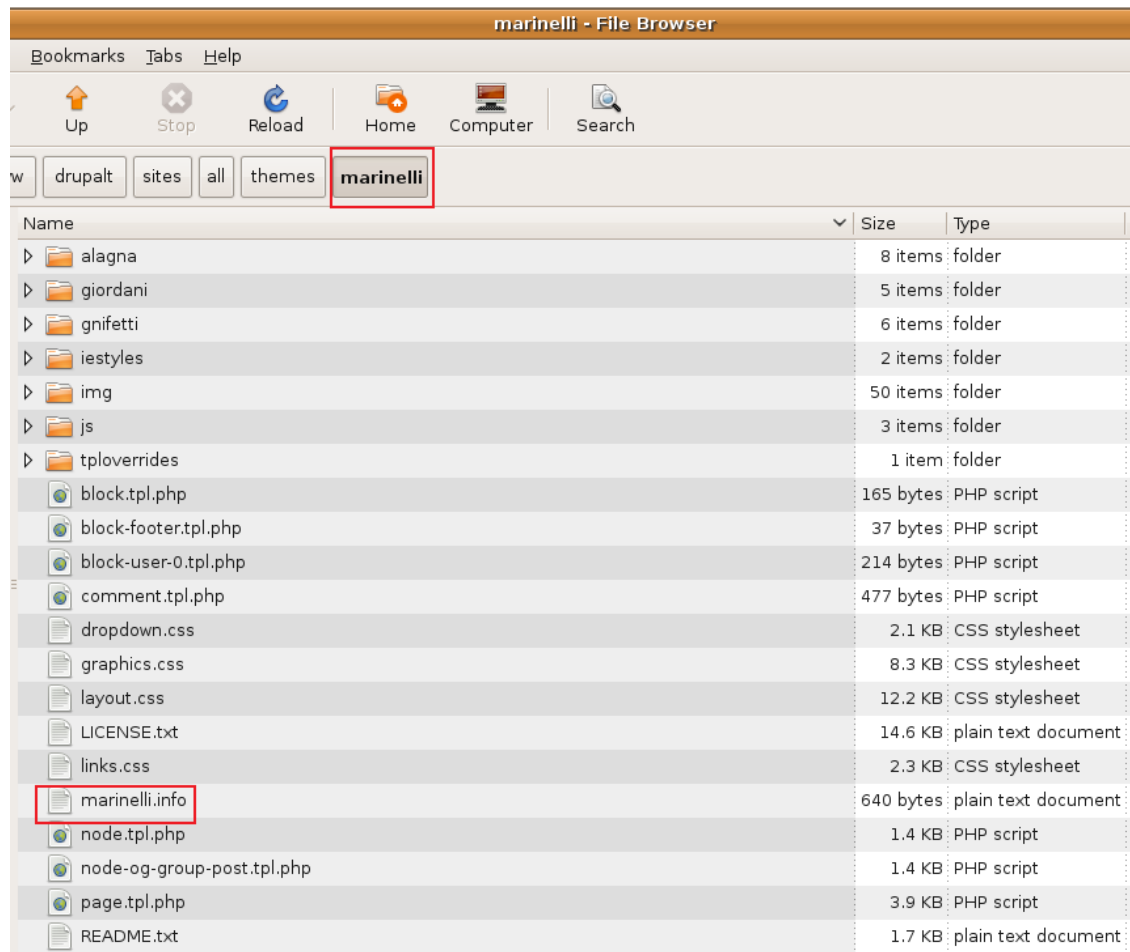 marinelli - File Browser
Bookmarks Tabs Help
Up Stop Reload Home Computer Search
w drupalt sites all themes marinelli
Name Size Type
alagna 8 items folder
giordani 5 items folder
gnifetti 6 items folder
iestyles 2 items folder
img 50 items folder
js 3 items folder
tploverrides 1 item folder
block.tpl.php 165 bytes PHP script
block-footer.tpl.php 37 bytes PHP script
block-user-0.tpl.php 214 bytes PHP script
comment.tpl.php 477 bytes PHP script
dropdown.css 2.1 KB CSS stylesheet
graphics.css 8.3 KB CSS stylesheet
layout.css 12.2 KB CSS stylesheet
LICENSE.txt 14.6 KB plain text document
links.css 2.3 KB CSS stylesheet
marinelli.info 640 bytes plain text document
node.tpl.php 1.4 KB PHP script
node-og-group-post.tpl.php 1.4 KB PHP script
page.tpl.php 3.9 KB PHP script
README.txt 1.7 KB plain text document